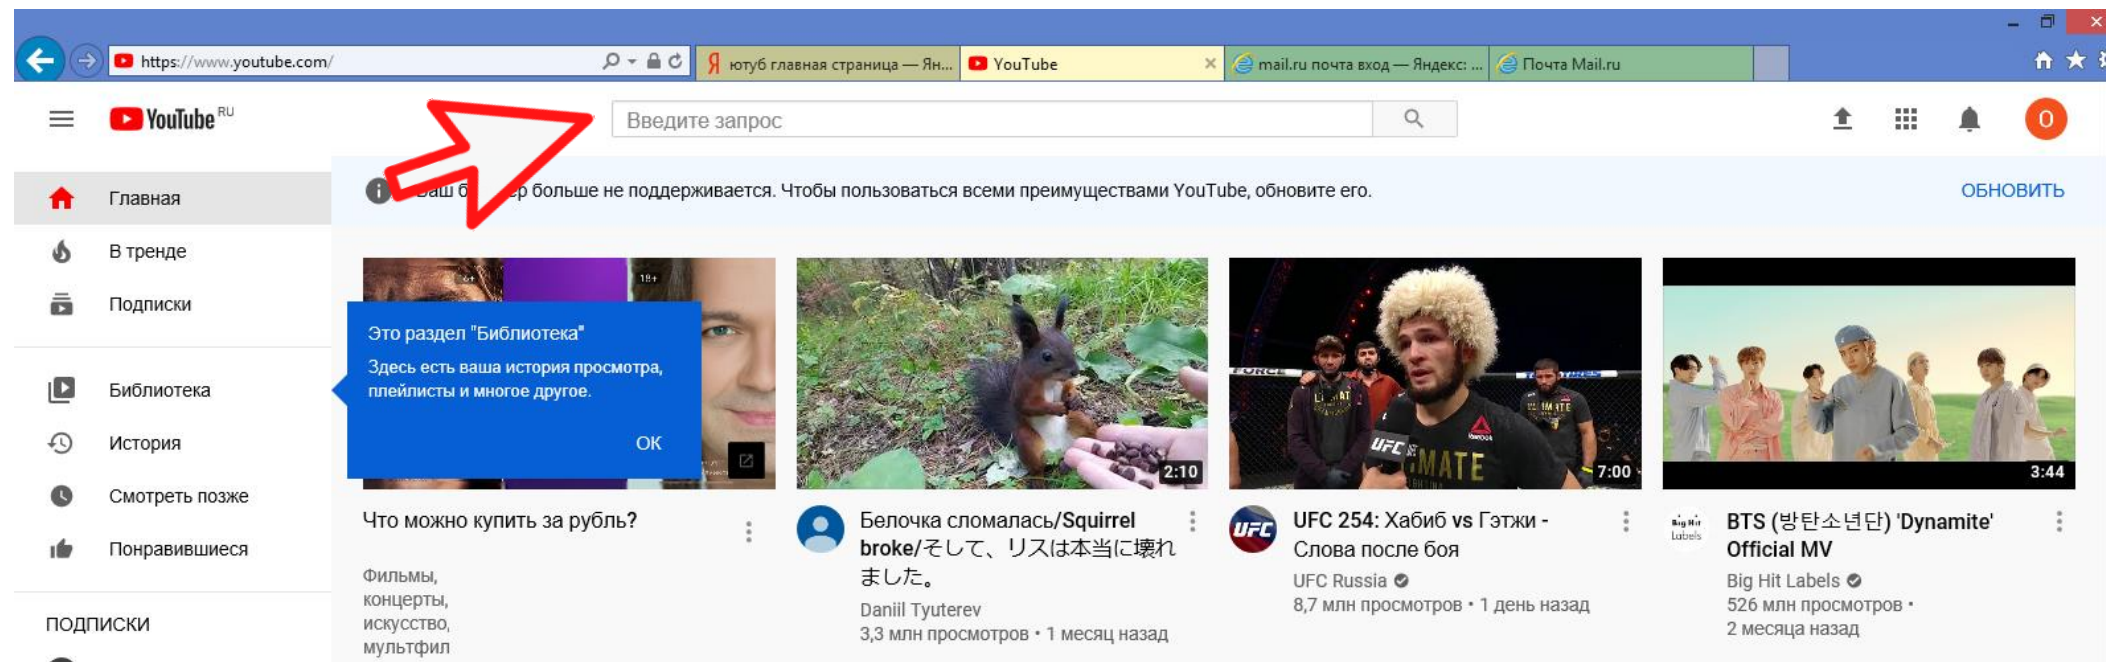 https://www.youtube.com/
ютуб главная страница — Ян...
YouTube
mail.ru почта вход — Яндекс: ...
Почта Mail.ru
YouTube RU
Введите запрос
O
больше не поддерживается. Чтобы пользоваться всеми преимуществами YouTube, обновите его.
ОБНОВИТЬ
Главная
В тренде
Подписки
Библиотека
История
Смотреть позже
Понравившиеся
ПОДПИСКИ
18+
Это раздел "Библиотека"
Здесь есть ваша история просмотра,
плейлисты и многое другое.
ОК
Что можно купить за рубль?
Фильмы,
концерты,
искусство,
мультфил
2:10
Белочка сломалась/Squirrel
broke/そして、リスは本当に壊れ
ました。
Daniil Tyuterev
3,3 млн просмотров • 1 месяц назад
UFC
7:00
UFC
UFC 254: Хабиб vs Гэтжи -
Слова после боя
UFC Russia
8,7 млн просмотров • 1 день назад
3:44
Big Hit
Labels
BTS (방탄소년단) 'Dynamite'
Official MV
Big Hit Labels
526 млн просмотров •
2 месяца назад